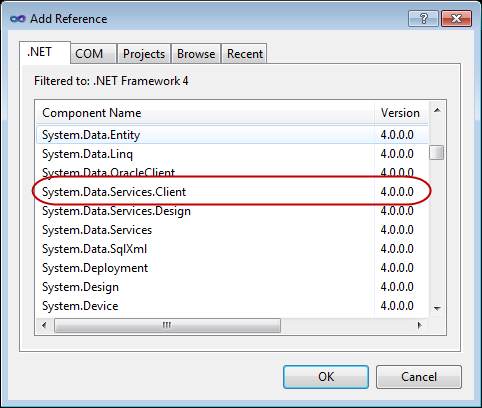 Add Reference
.NET COM Projects Browse Recent
Filtered to: .NET Framework 4
Component Name Version
System.Data.Entity 4.0.0.0
System.Data.Linq 4.0.0.0
System.Data.OracleClient 4.0.0.0
System.Data.Services.Client 4.0.0.0
System.Data.Services.Design 4.0.0.0
System.Data.Services 4.0.0.0
System.Data.SqlXml 4.0.0.0
System.Deployment 4.0.0.0
System.Design 4.0.0.0
System.Device 4.0.0.0
OK Cancel